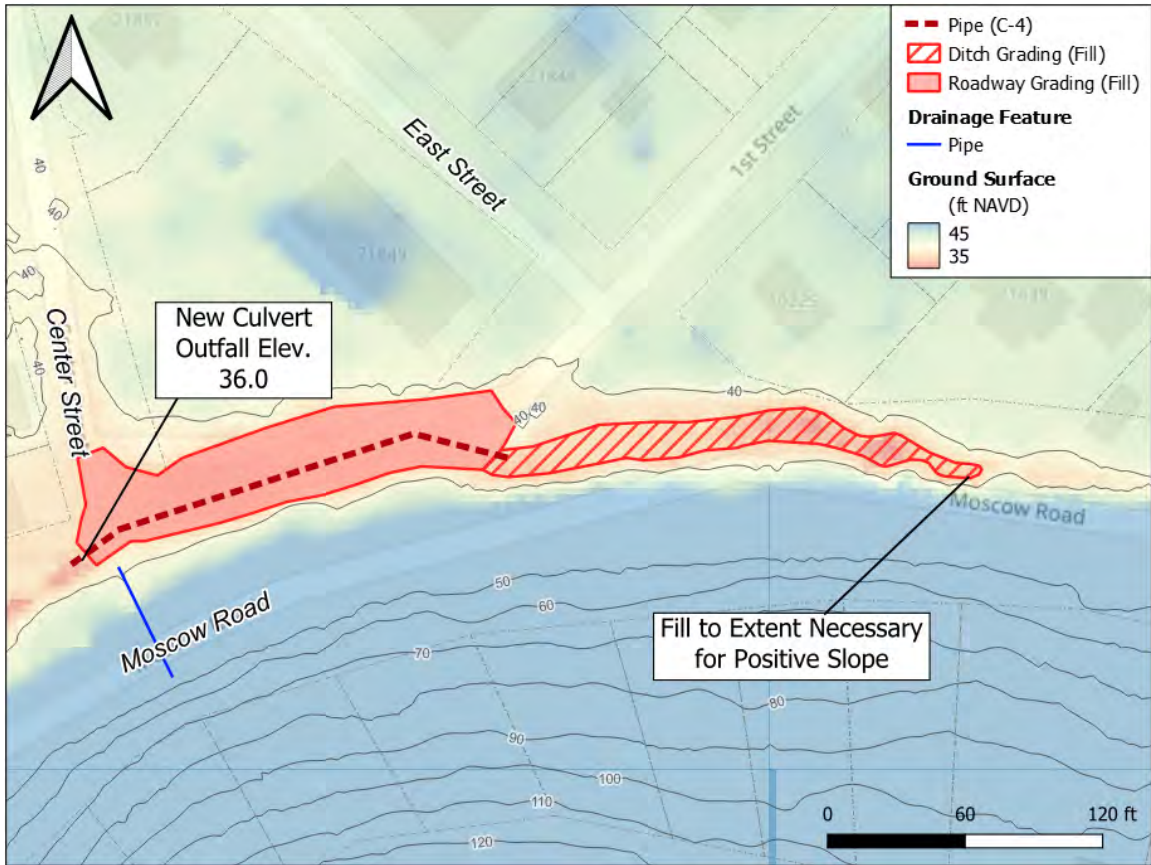 Pipe (C-4)
Ditch Grading (Fill)
Roadway Grading (Fill)
Drainage Feature
Pipe
Ground Surface
(ft NAVD)
45
35
21849
East Street
1st Street
40
40
40
40
Center Street
New Culvert
Outfall Elev.
36.0
40
40
40
Moscow Road
Moscow Road
Fill to Extent Necessary
for Positive Slope
50
60
70
80
90
100
110
120
0
60
120 ft